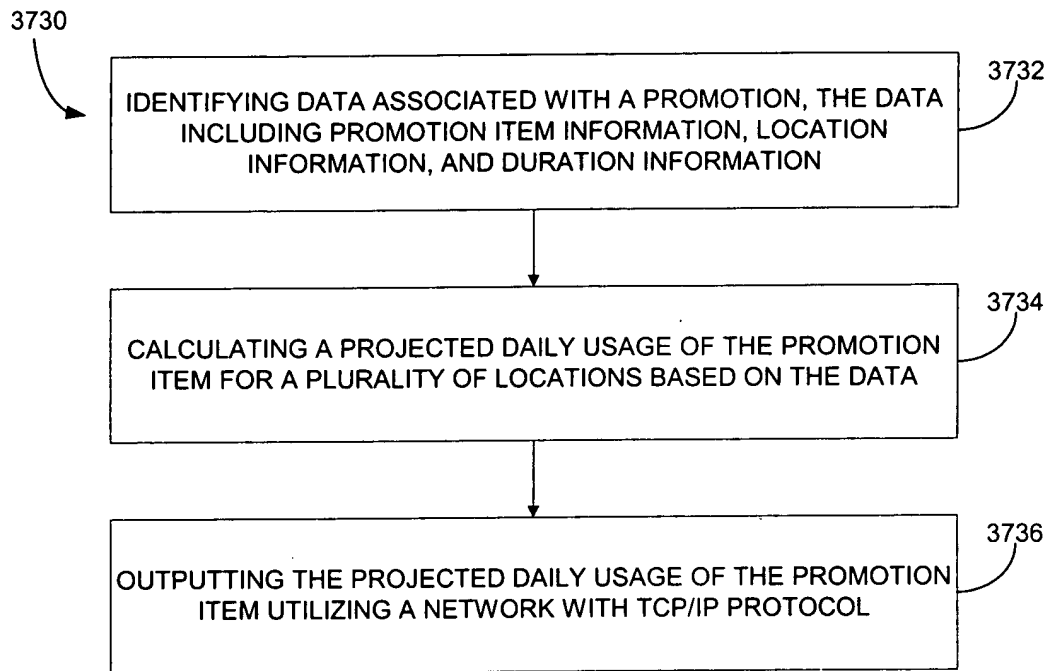 3730
3732
IDENTIFYING DATA ASSOCIATED WITH A PROMOTION, THE DATA
INCLUDING PROMOTION ITEM INFORMATION, LOCATION
INFORMATION, AND DURATION INFORMATION
3734
CALCULATING A PROJECTED DAILY USAGE OF THE PROMOTION
ITEM FOR A PLURALITY OF LOCATIONS BASED ON THE DATA
3736
OUTPUTTING THE PROJECTED DAILY USAGE OF THE PROMOTION
ITEM UTILIZING A NETWORK WITH TCP/IP PROTOCOL